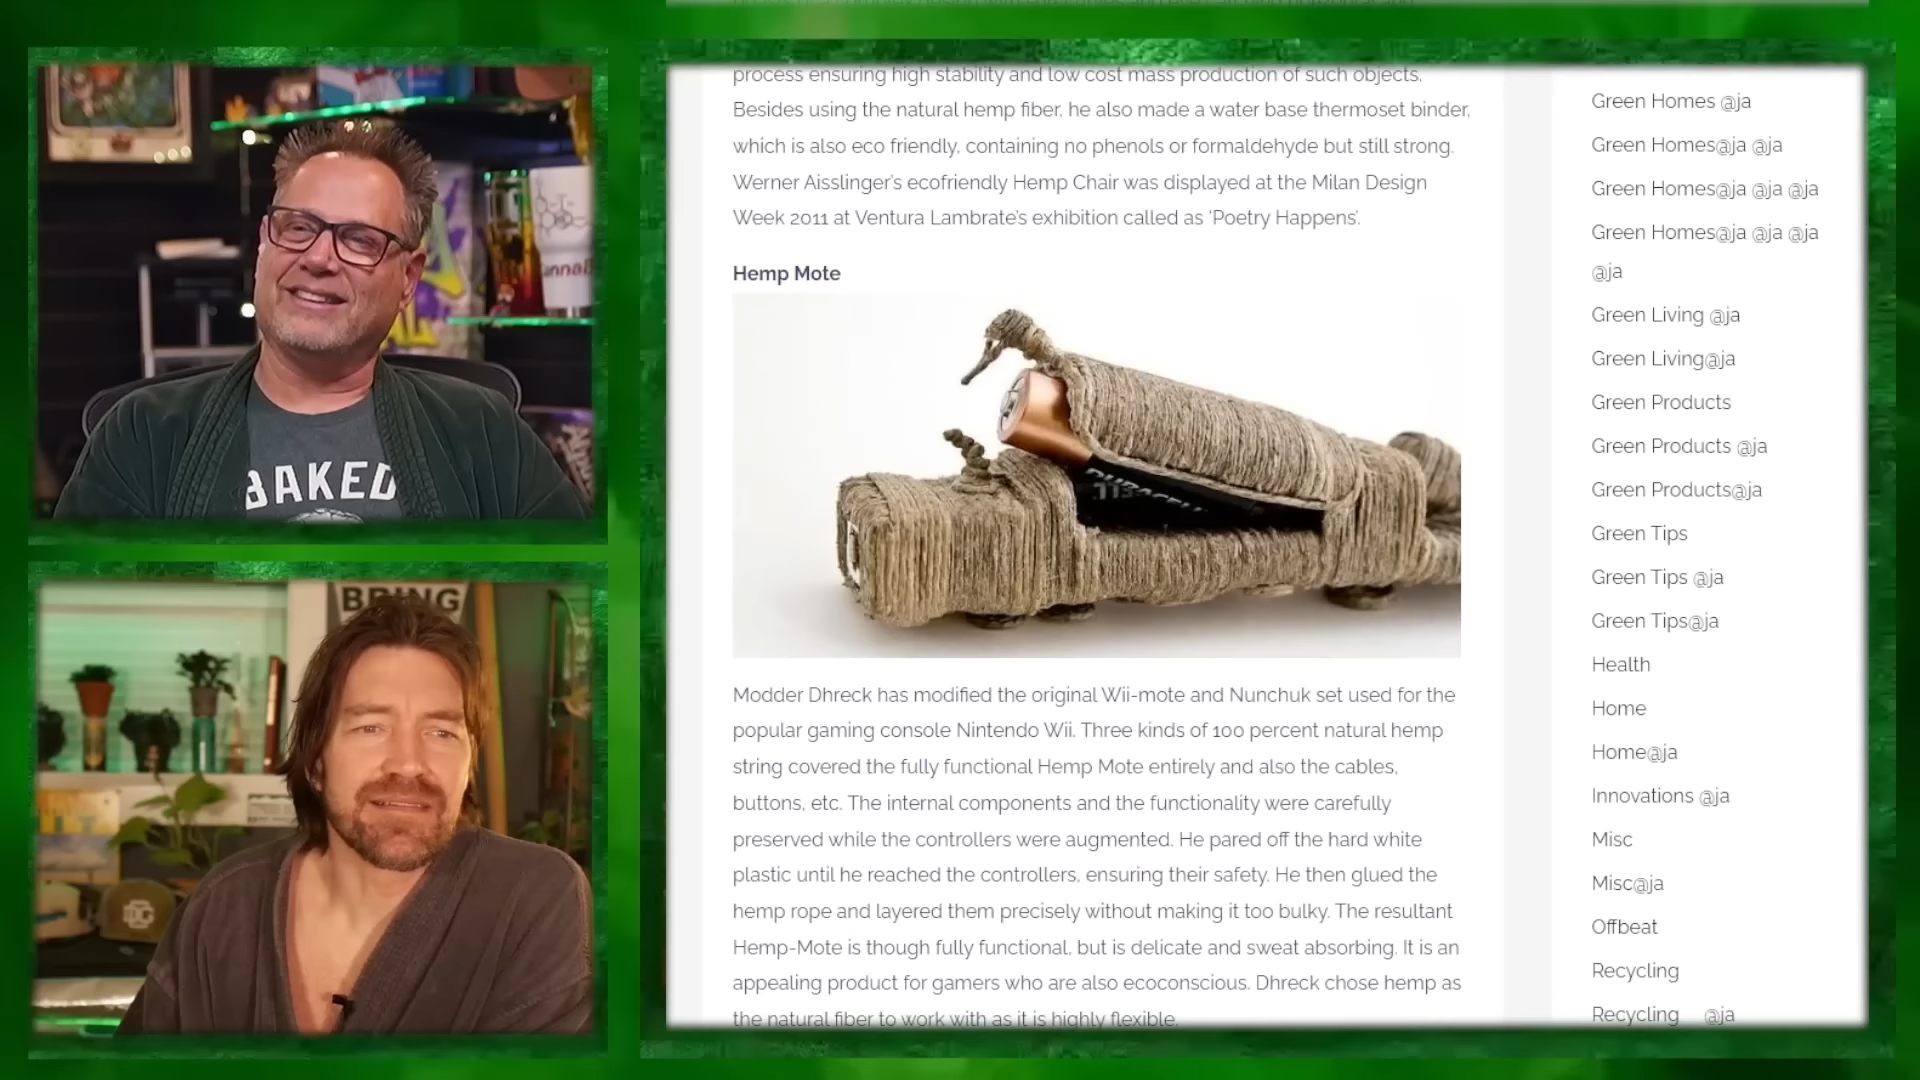 BAKED
BRING
process ensuring high stability and low cost mass production of such objects.
Besides using the natural hemp fiber, he also made a water base thermoset binder,
which is also eco friendly, containing no phenols or formaldehyde but still strong.
Werner Aisslinger's ecofriendly Hemp Chair was displayed at the Milan Design
Week 2011 at Ventura Lambrate's exhibition called as 'Poetry Happens'.
Hemp Mote
DURACELL
Modder Dhreck has modified the original Wii-mote and Nunchuk set used for the
popular gaming console Nintendo Wii. Three kinds of 100 percent natural hemp
string covered the fully functional Hemp Mote entirely and also the cables,
buttons, etc. The internal components and the functionality were carefully
preserved while the controllers were augmented. He pared off the hard white
plastic until he reached the controllers, ensuring their safety. He then glued the
hemp rope and layered them precisely without making it too bulky. The resultant
Hemp-Mote is though fully functional, but is delicate and sweat absorbing. It is an
appealing product for gamers who are also ecoconscious. Dhreck chose hemp as
the natural fiber to work with as it is highly flexible.
Green Homes @ja
Green Homes@ja @ja
Green Homes@ja @ja @ja
Green Homes@ja @ja @ja
@ja
Green Living @ja
Green Living@ja
Green Products
Green Products @ja
Green Products@ja
Green Tips
Green Tips @ja
Green Tips@ja
Health
Home
Home@ja
Innovations @ja
Misc
Misc@ja
Offbeat
Recycling
Recycling @ja